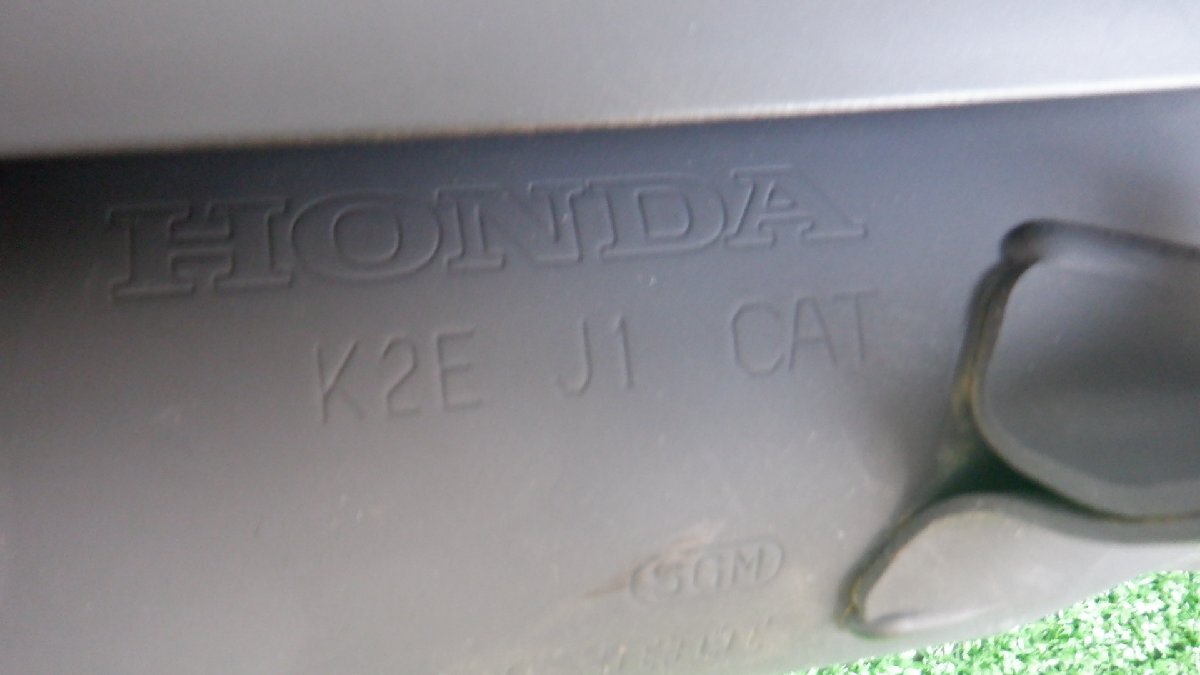 HONDA
K2E J1 CAT
SGM